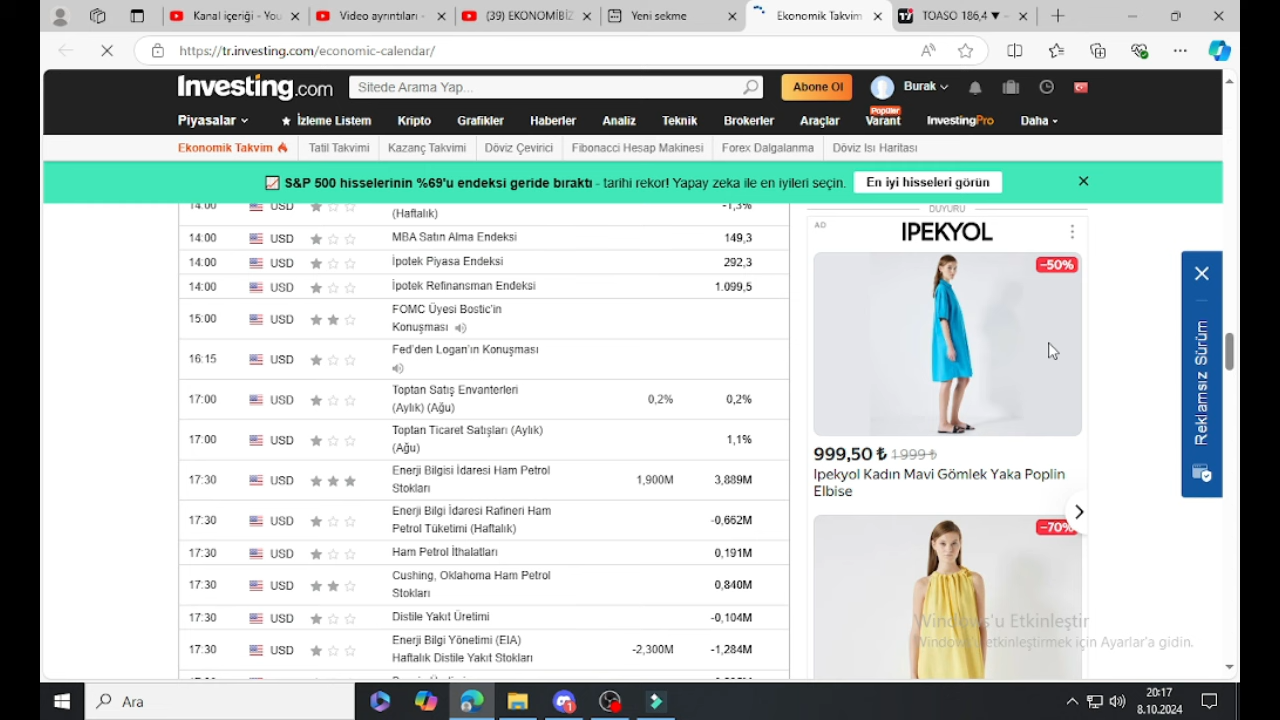 Kanal içeriği - You
Video ayrıntıları -
(39) EKONOMİBİZ
Yeni sekme
Ekonomik Takvim
TOASO 186,4 ▼ -
https://tr.investing.com/economic-calendar/
Investing.com
Sitede Arama Yap...
Abone Ol
Burak
Piyasalar
İzleme Listem
Kripto
Grafikler
Haberler
Analiz
Teknik
Brokerler
Araçlar
Popüler
Varant
InvestingPro
Daha
Ekonomik Takvim
Tatil Takvimi
Kazanç Takvimi
Döviz Çevirici
Fibonacci Hesap Makinesi
Forex Dalgalanma
Döviz Isı Haritası
S&P 500 hisselerinin %69'u endeksi geride bıraktı - tarihi rekor! Yapay zeka ile en iyileri seçin.
En iyi hisseleri görün
14:00 USD (Haftalık) -1,3%
14:00 USD MBA Satın Alma Endeksi 149,3
14:00 USD İpotek Piyasa Endeksi 292,3
14:00 USD İpotek Refinansman Endeksi 1.099,5
15:00 USD FOMC Üyesi Bostic'in
Konuşması
16:15 USD Fed'den Logan'ın Konuşması
17:00 USD Toptan Satış Envanterleri
(Aylık) (Ağu) 0,2% 0,2%
17:00 USD Toptan Ticaret Satışları (Aylık)
(Ağu) 1,1%
17:30 USD Enerji Bilgisi İdaresi Ham Petrol
Stokları 1,900M 3,889M
17:30 USD Enerji Bilgi İdaresi Rafineri Ham
Petrol Tüketimi (Haftalık) -0,662M
17:30 USD Ham Petrol İthalatları 0,191M
17:30 USD Cushing, Oklahoma Ham Petrol
Stokları 0,840M
17:30 USD Distile Yakıt Üretimi -0,104M
17:30 USD Enerji Bilgi Yönetimi (EIA)
Haftalık Distile Yakıt Stokları -2,300M -1,284M
DUYURU
AD
IPEKYOL
-50%
999,50 ₺ 1.999 ₺
Ipekyol Kadın Mavi Gömlek Yaka Poplin
Elbise
-70%
Reklamsız Sürüm
Windows'u Etkinleştir
Windows'u etkinleştirmek için Ayarlar'a gidin.
Ara
1
20:17
8.10.2024